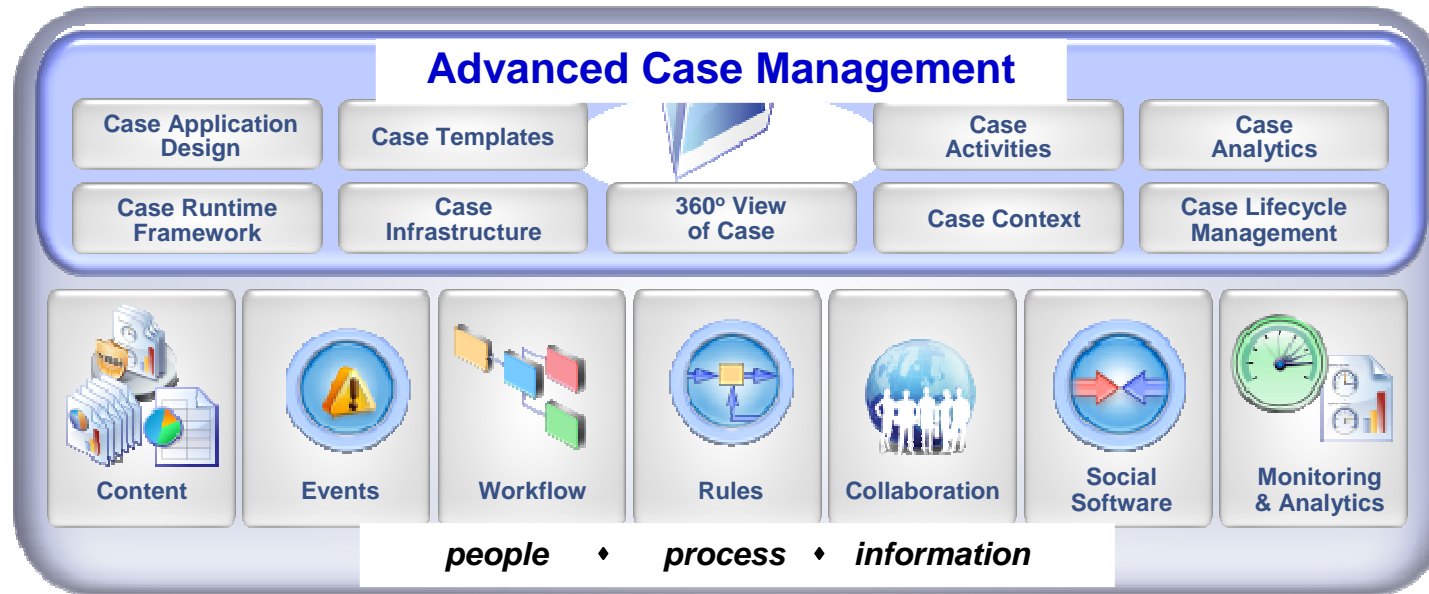 Advanced Case Management
Case Application
Design
Case Templates
Case
Activities
Case
Analytics
Case Runtime
Framework
Case
Infrastructure
360º View
of Case
Case Context
Case Lifecycle
Management
Content
Events
Workflow
Rules
Collaboration
Social
Software
Monitoring
& Analytics
people ♦ process ♦ information